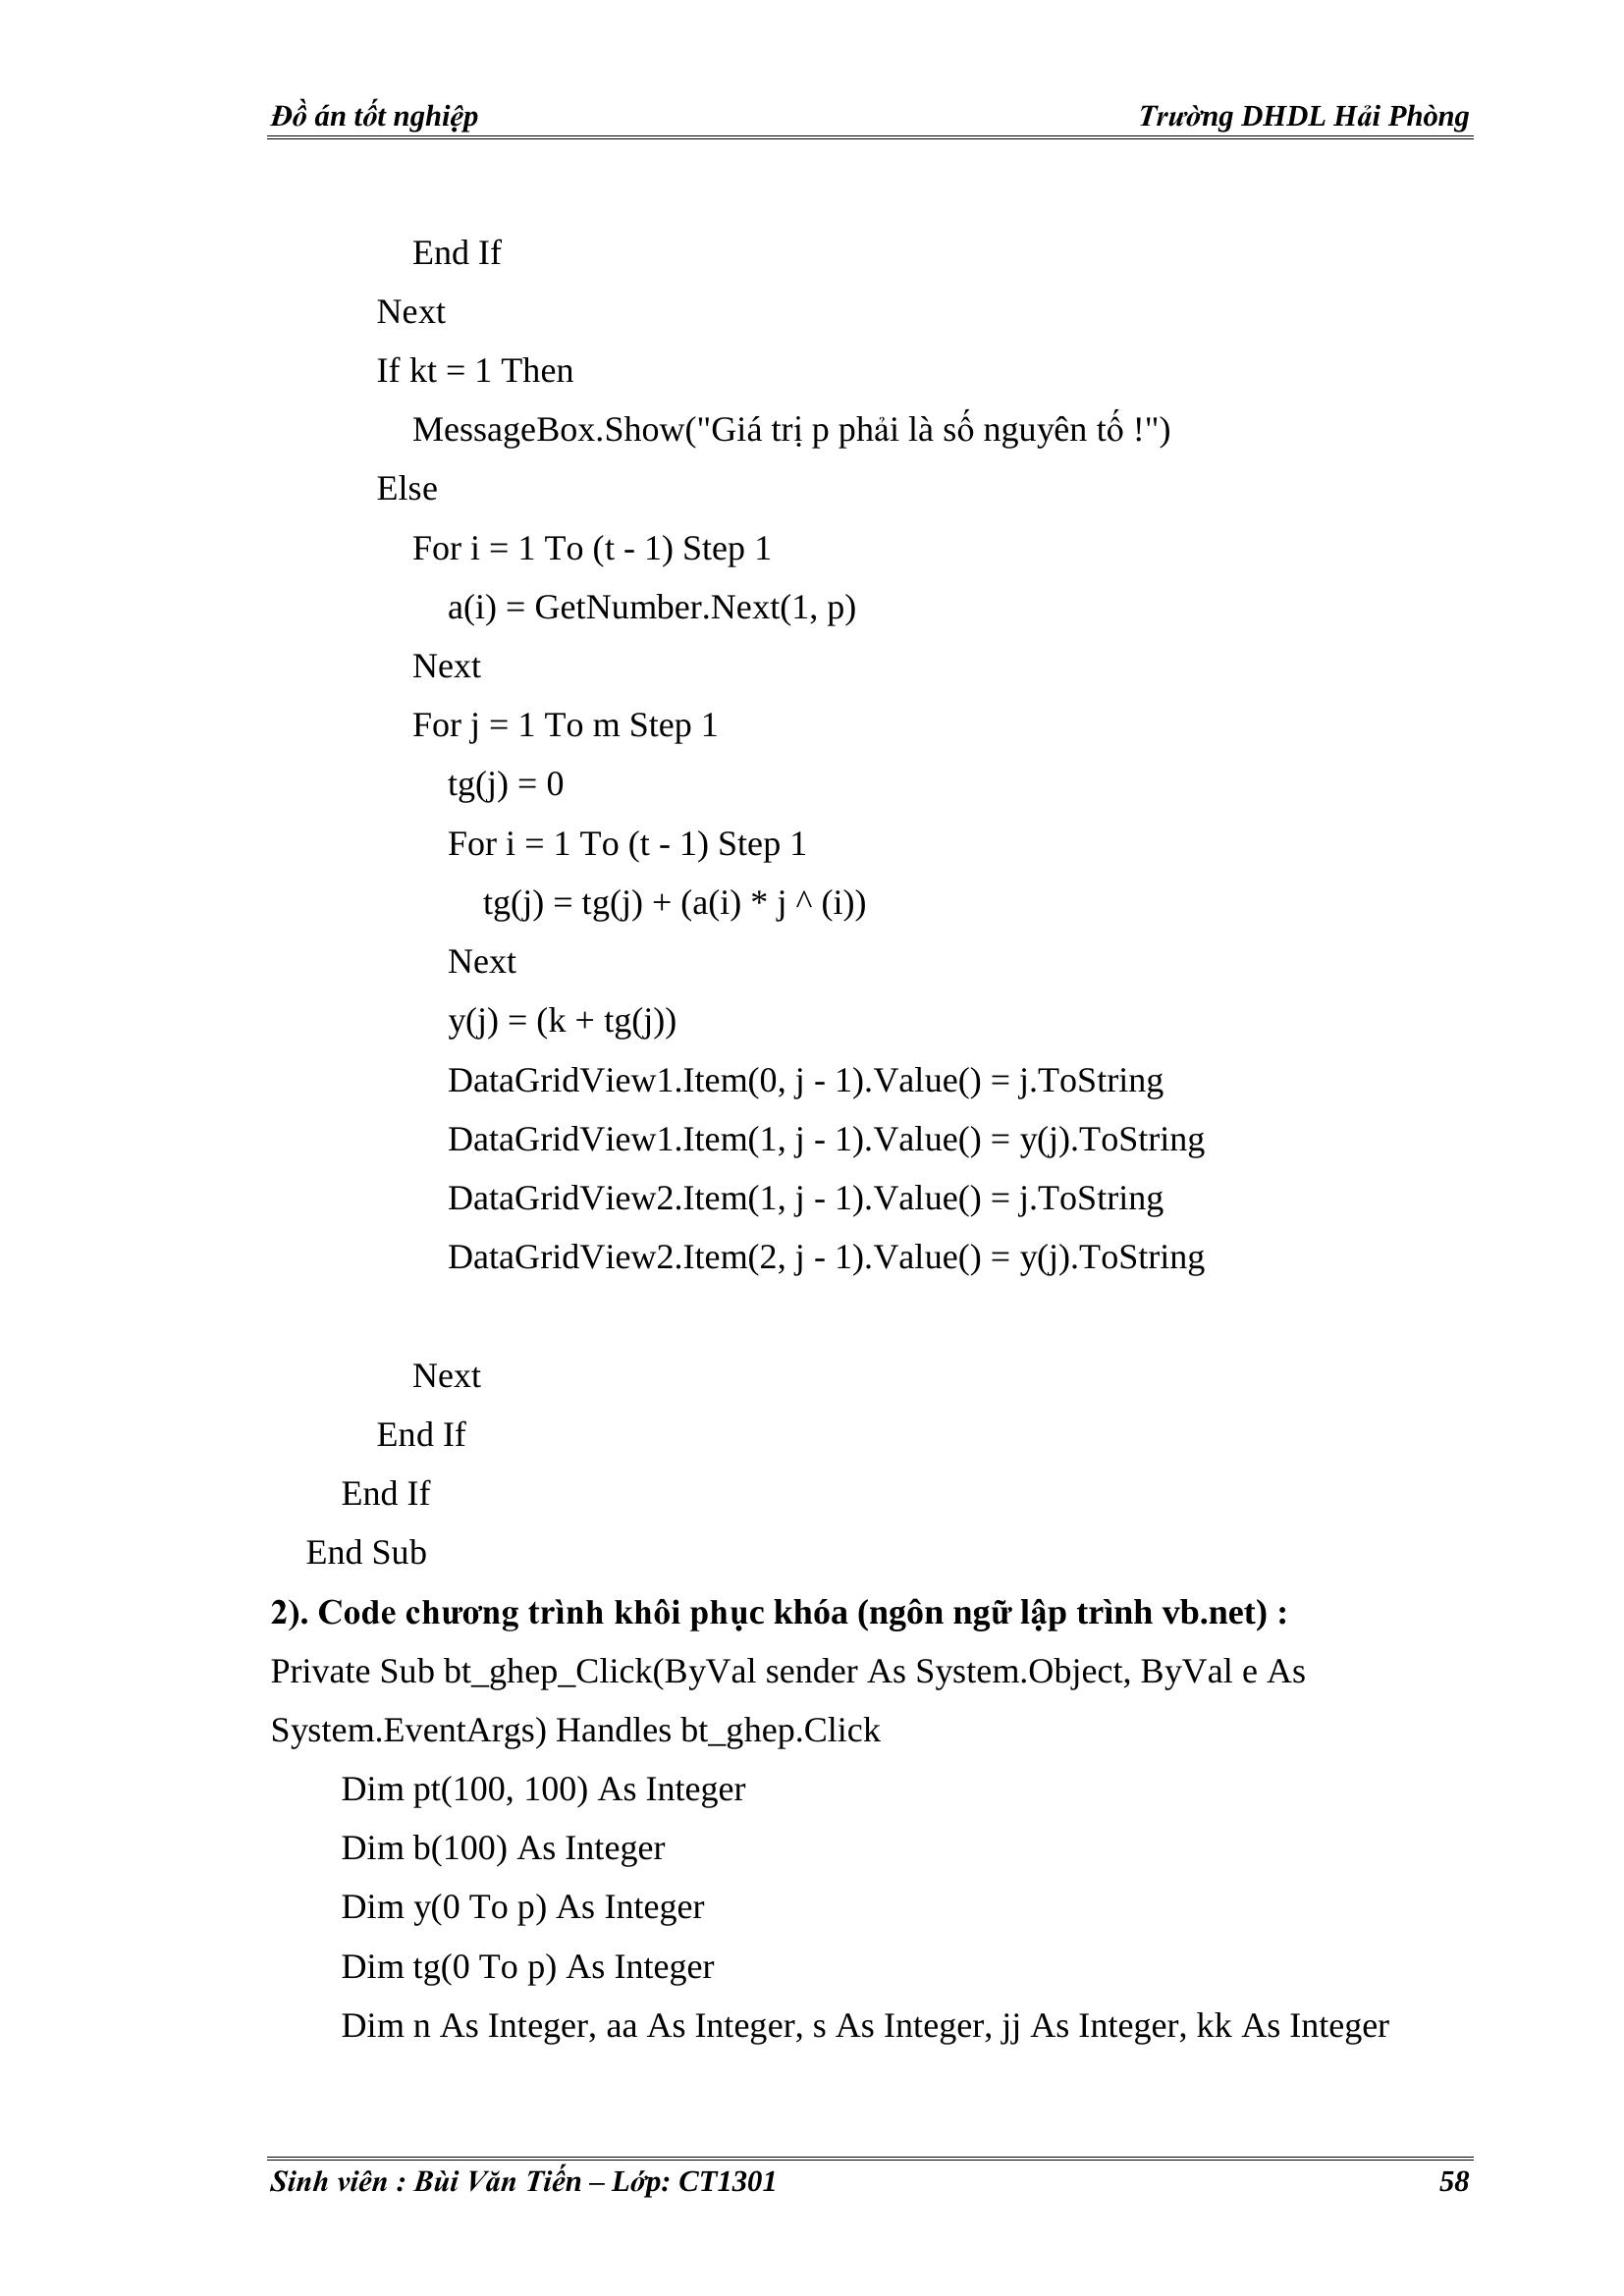 Đồ án tốt nghiệp Trường DHDL Hải Phòng
End If
Next
If kt = 1 Then
MessageBox.Show("Giá trị p phải là số nguyên tố !")
Else
For i = 1 To (t - 1) Step 1
a(i) = GetNumber.Next(1, p)
Next
For j = 1 To m Step 1
tg(j) = 0
For i = 1 To (t - 1) Step 1
tg(j) = tg(j) + (a(i) * j ^ (i))
Next
y(j) = (k + tg(j))
DataGridView1.Item(0, j - 1).Value() = j.ToString
DataGridView1.Item(1, j - 1).Value() = y(j).ToString
DataGridView2.Item(1, j - 1).Value() = j.ToString
DataGridView2.Item(2, j - 1).Value() = y(j).ToString
Next
End If
End If
End Sub
2). Code chương trình khôi phục khóa (ngôn ngữ lập trình vb.net) :
Private Sub bt_ghep_Click(ByVal sender As System.Object, ByVal e As
System.EventArgs) Handles bt_ghep.Click
Dim pt(100, 100) As Integer
Dim b(100) As Integer
Dim y(0 To p) As Integer
Dim tg(0 To p) As Integer
Dim n As Integer, aa As Integer, s As Integer, jj As Integer, kk As Integer
Sinh viên : Bùi Văn Tiến – Lớp: CT1301 58